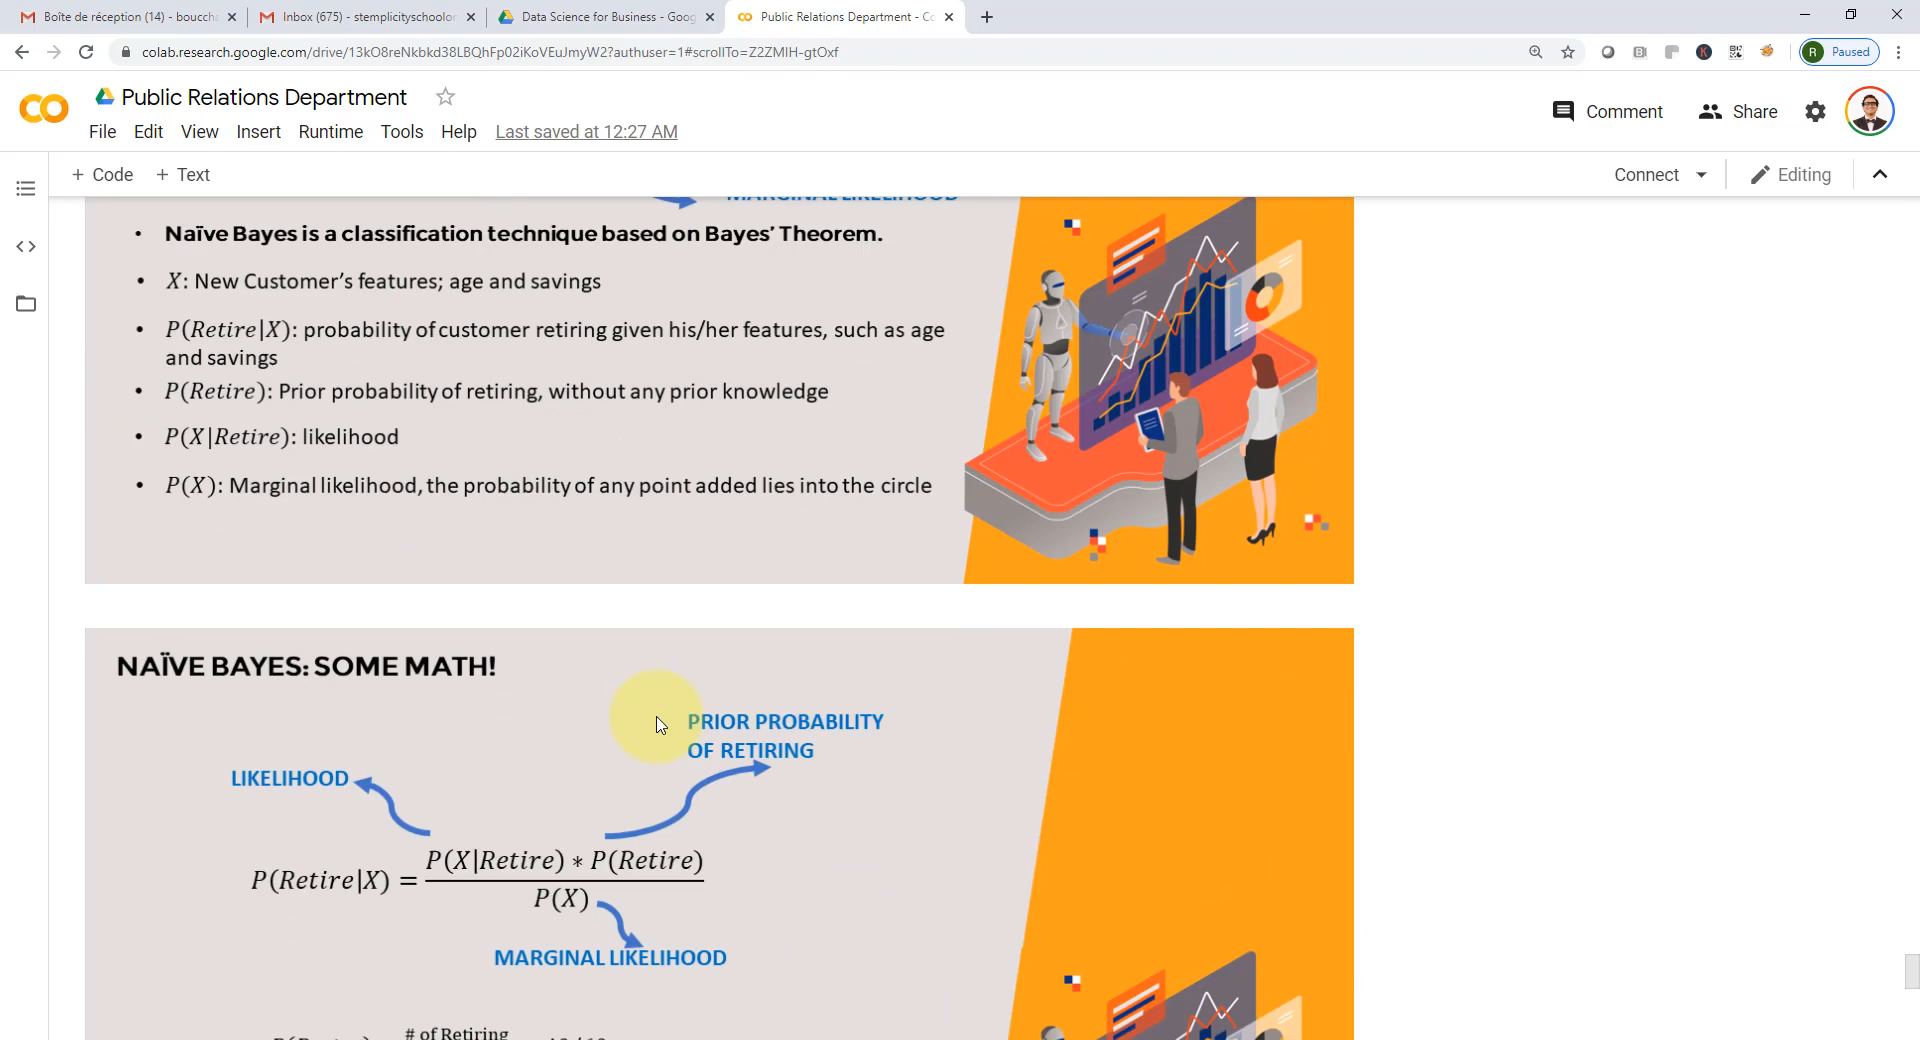 Boîte de réception (14) - boucch
Inbox (675) - stemplicityschoolor
Data Science for Business - Goog
Public Relations Department - Co
colab.research.google.com/drive/13kO8reNkbkd38LBQhFp02iKoVEuJmyW2?authuser=1#scrollTo=Z2ZMIH-gtOxf
R Paused
Public Relations Department
File Edit View Insert Runtime Tools Help Last saved at 12:27 AM
Comment Share
+ Code + Text
Connect Editing
MARGINAL LIKELIHOOD
• Naïve Bayes is a classification technique based on Bayes’ Theorem.
• X: New Customer’s features; age and savings
• P(Retire|X): probability of customer retiring given his/her features, such as age
and savings
• P(Retire): Prior probability of retiring, without any prior knowledge
• P(X|Retire): likelihood
• P(X): Marginal likelihood, the probability of any point added lies into the circle
NAÏVE BAYES: SOME MATH!
PRIOR PROBABILITY
OF RETIRING
LIKELIHOOD
P(X|Retire) ∗ P(Retire)
P(Retire|X) =
P(X)
MARGINAL LIKELIHOOD
# of Retiring